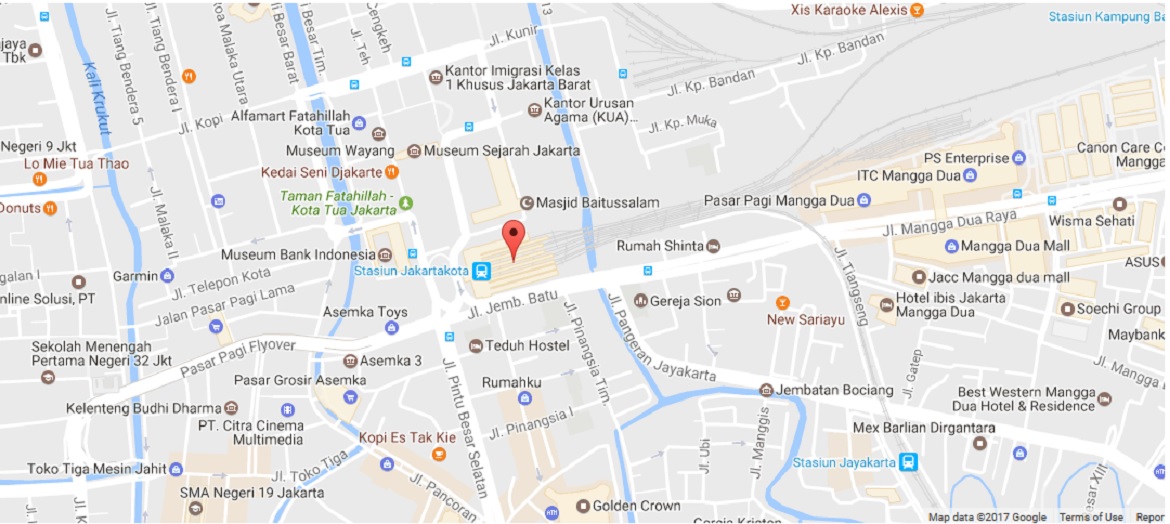 Xis Karaoke Alexis
Stasiun Kampung Ba
jaya
Tbk
Jl. Tiang Bendera 5
Jl. Tiang Bendera I
oa Malaka Utara
li Besar Barat
li Besar Tim.
Jl. Teh
Cengkeh
Jl. Kunir
13
Jl. Kp. Bandan
Jl. Kp. Bandan
Kali Krukut
Jl. Kopi
Kantor Imigrasi Kelas
1 Khusus Jakarta Barat
Kantor Urusan
Agama (KUA)...
Jl. Kp. Muka
Alfamart Fatahillah
Kota Tua
Negeri 9 Jkt
Lo Mie Tua Thao
Museum Wayang
Museum Sejarah Jakarta
Kedai Seni Djakarte
PS Enterprise
ITC Mangga Dua
Canon Care C
Mangga
Donuts
Taman Fatahillah -
Kota Tua Jakarta
Masjid Baitussalam
Pasar Pagi Mangga Dua
Jl. Malaka II
Jl. Mangga Dua Raya
Wisma Sehati
Museum Bank Indonesia
Rumah Shinta
Mangga Dua Mall
Stasiun Jakartakota
ASUS
galan I
Garmin
Jl. Telepon Kota
Jl. Tiangseng
Jacc Mangga dua mall
nline Solusi, PT
Jalan Pasar Pagi Lama
Asemka Toys
Jl. Jemb. Batu
Gereja Sion
New Sariayu
Hotel ibis Jakarta
Mangga Dua
Soechi Group
Maybank
Sekolah Menengah
Pertama Negeri 32 Jkt
Pasar Pagi Flyover
Asemka 3
Teduh Hostel
Jl. Pinangsia Tim.
Jl. Pangeran Jayakarta
Jl. Gatep
Jl. Mangga
Pasar Grosir Asemka
Jl. Pintu Besar Selatan
Rumahku
Jembatan Bociang
Best Western Mangga
Dua Hotel & Residence
Kelenteng Budhi Dharma
PT. Citra Cinema
Multimedia
Kopi Es Tak Kie
Jl. Pinangsia I
Jl. Ubi
Jl. Manggis
Mex Barlian Dirgantara
Stasiun Jayakarta
Toko Tiga Mesin Jahit
Jl. Toko Tiga
Jl. Pancoran
SMA Negeri 19 Jakarta
Jl. K
Golden Crown
esar XIII
Map data ©2017 Google
Terms of Use
Repor